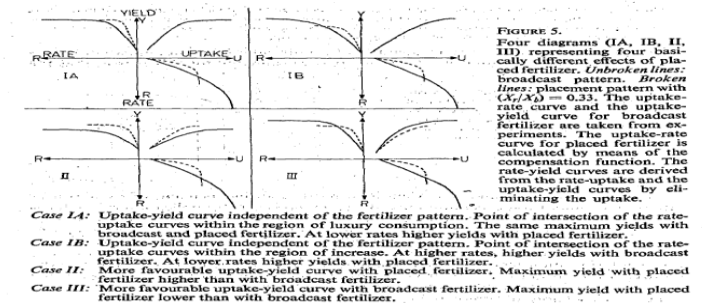 YIELD
Y
Y
R
RATE
UPTAKE
U
R
U
IA
IB
R
RATE
R
Y
Y
R
U
R
U
II
III
R
R
FIGURE 5.
Four diagrams (IA, IB, II,
III) representing four basi-
cally different effects of pla-
ced fertilizer. Unbroken lines:
broadcast pattern. Broken
lines: placement pattern with
(Xr/Xb) = 0.33. The uptake-
rate curve and the uptake-
yield curve for broadcast
fertilizer are taken from ex-
periments. The uptake-rate
curve for placed fertilizer is
calculated by means of the
compensation function. The
rate-yield curves are derived
from the rate-uptake and the
uptake-yield curves by eli-
minating the uptake.
Case IA: Uptake-yield curve independent of the fertilizer pattern. Point of intersection of the rate-
uptake curves within the region of luxury consumption. The same maximum yields with
broadcast and placed fertilizer. At lower rates higher yields with placed fertilizer.
Case IB: Uptake-yield curve independent of the fertilizer pattern. Point of intersection of the rate-
uptake curves within the region of increase. At higher rates, higher yields with broadcast
fertilizer. At lower rates higher yields with placed fertilizer.
Case II: More favourable uptake-yield curve with placed fertilizer. Maximum yield with placed
fertilizer higher than with broadcast fertilizer.
Case III: More favourable uptake-yield curve with broadcast fertilizer. Maximum yield with placed
fertilizer lower than with broadcast fertilizer.